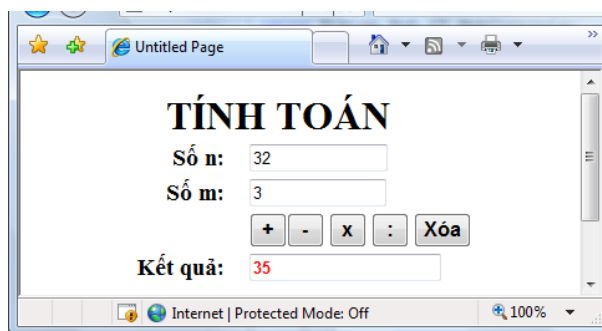 Untitled Page
TÍNH TOÁN
Số n: 32
Số m: 3
+ - x : Xóa
Kết quả: 35
Internet | Protected Mode: Off 100%